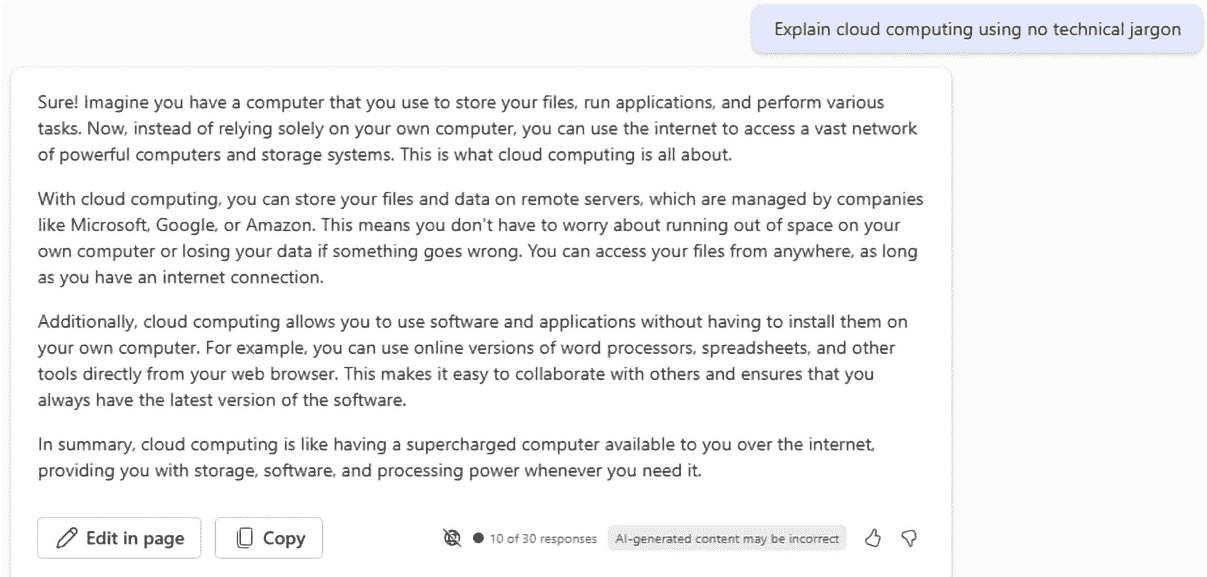 Explain cloud computing using no technical jargon
Sure! Imagine you have a computer that you use to store your files, run applications, and perform various
tasks. Now, instead of relying solely on your own computer, you can use the internet to access a vast network
of powerful computers and storage systems. This is what cloud computing is all about.
With cloud computing, you can store your files and data on remote servers, which are managed by companies
like Microsoft, Google, or Amazon. This means you don't have to worry about running out of space on your
own computer or losing your data if something goes wrong. You can access your files from anywhere, as long
as you have an internet connection.
Additionally, cloud computing allows you to use software and applications without having to install them on
your own computer. For example, you can use online versions of word processors, spreadsheets, and other
tools directly from your web browser. This makes it easy to collaborate with others and ensures that you
always have the latest version of the software.
In summary, cloud computing is like having a supercharged computer available to you over the internet,
providing you with storage, software, and processing power whenever you need it.
Edit in page Copy 10 of 30 responses AI-generated content may be incorrect